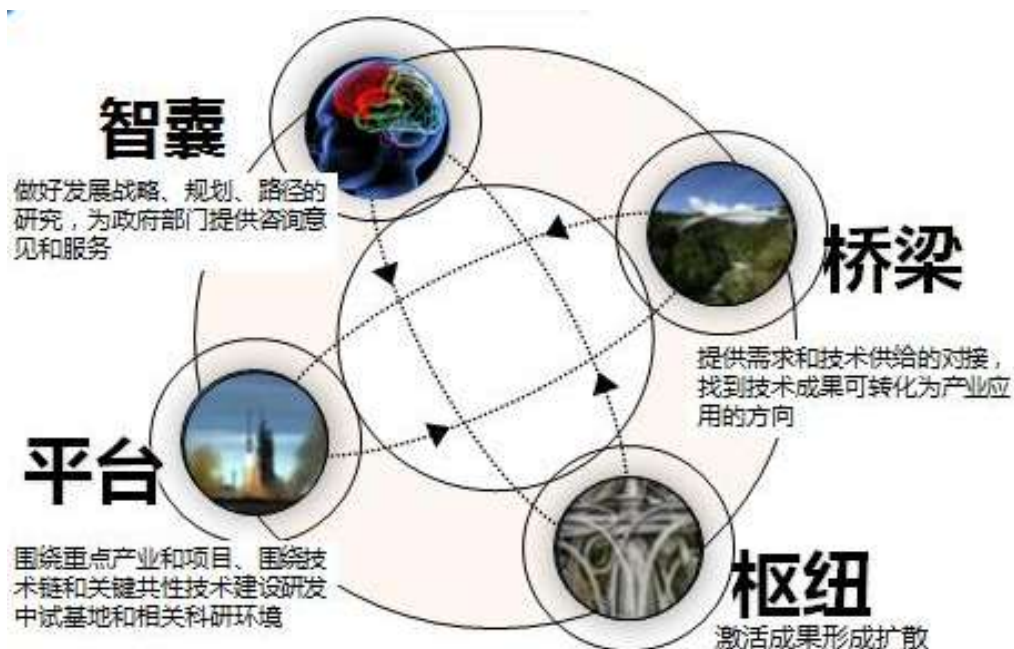 智囊
做好发展战略、规划、路径的
研究，为政府部门提供咨询意
见和服务
桥梁
提供需求和技术供给的对接，
找到技术成果可转化为产业应
用的方向
平台
围绕重点产业和项目、围绕技
术链和关键共性技术建设研发
中试基地和相关科研环境
枢纽
激活成果形成扩散